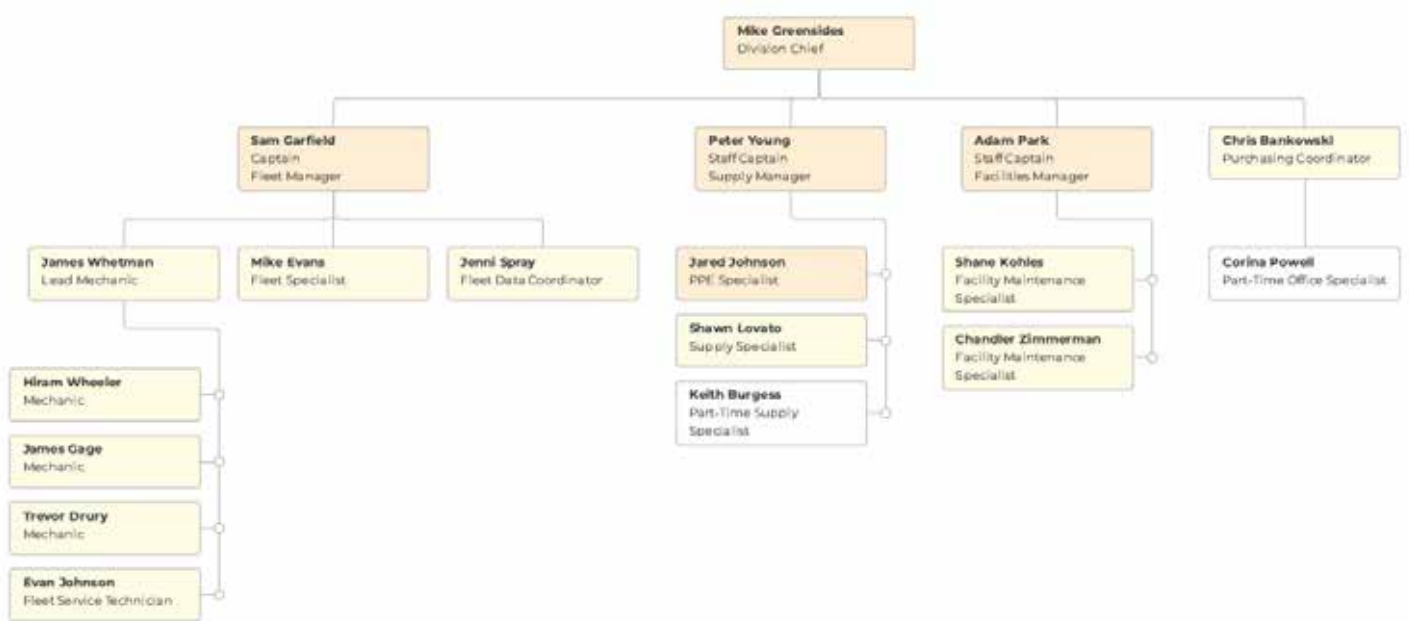 Mike Greensides
Division Chief
Sam Garfield
Captain
Fleet Manager
Peter Young
Staff Captain
Supply Manager
Adam Park
Staff Captain
Facilities Manager
Chris Bankowski
Purchasing Coordinator
James Whetman
Lead Mechanic
Mike Evans
Fleet Specialist
Jenni Spray
Fleet Data Coordinator
Jared Johnson
PPE Specialist
Shawn Lovato
Supply Specialist
Keith Burgess
Part-Time Supply
Specialist
Shane Kohles
Facility Maintenance
Specialist
Chandler Zimmerman
Facility Maintenance
Specialist
Corina Powell
Part-Time Office Specialist
Hiram Wheeler
Mechanic
James Gage
Mechanic
Trevor Drury
Mechanic
Evan Johnson
Fleet Service Technician